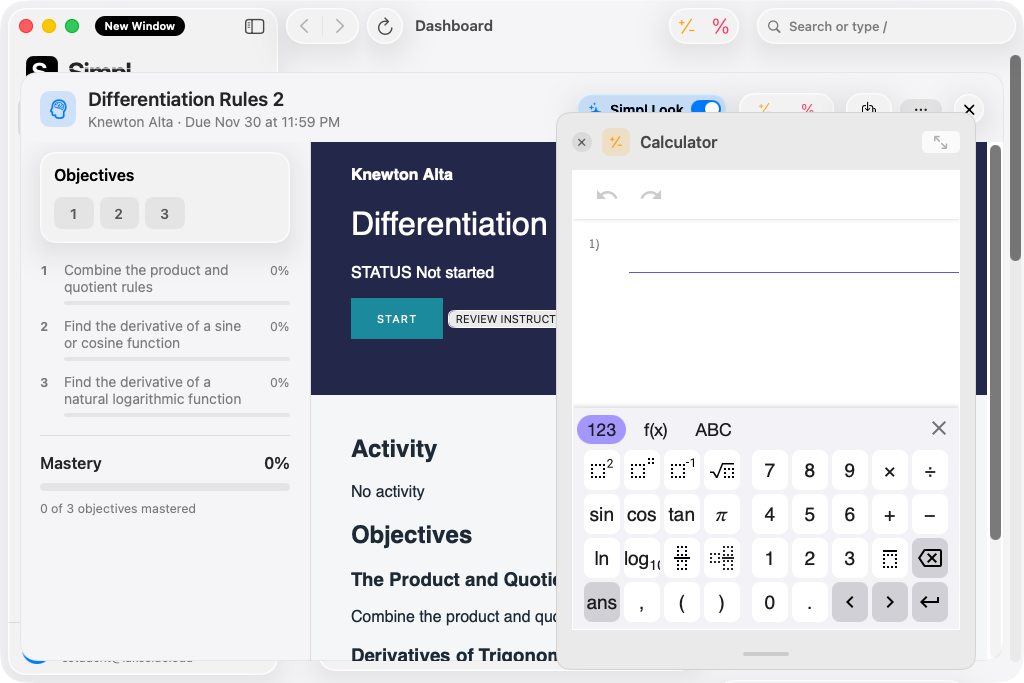 New Window
Dashboard
Search or type /
Simpl
Differentiation Rules 2
Knewton Alta · Due Nov 30 at 11:59 PM
Simpl Look
Objectives
1 2 3
1 Combine the product and quotient rules 0%
2 Find the derivative of a sine or cosine function 0%
3 Find the derivative of a natural logarithmic function 0%
Mastery 0%
0 of 3 objectives mastered
Knewton Alta
Differentiation
STATUS Not started
START
REVIEW INSTRUCT
Activity
No activity
Objectives
The Product and Quotie
Combine the product and quo
Derivatives of Trigonon
Calculator
1)
123 f(x) ABC
7 8 9 × ÷
sin cos tan π 4 5 6 + −
ln log₁₀ 1 2 3
ans , ( ) 0 . < >